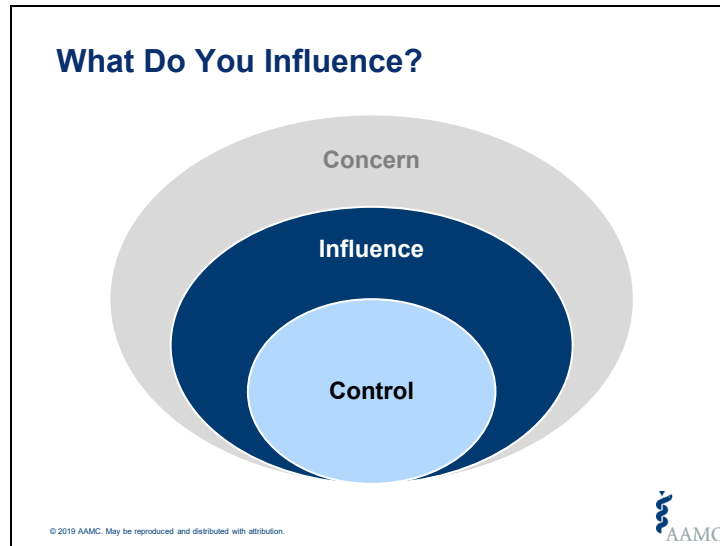 What Do You Influence?
Concern
Influence
Control
© 2019 AAMC. May be reproduced and distributed with attribution.
AAMC